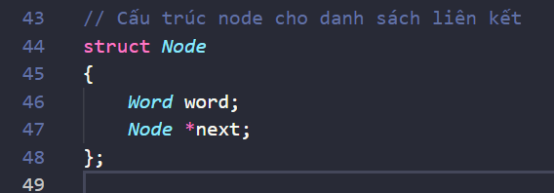 43 // Cấu trúc node cho danh sách liên kết
44 struct Node
45 {
46     Word word;
47     Node *next;
48 };
49